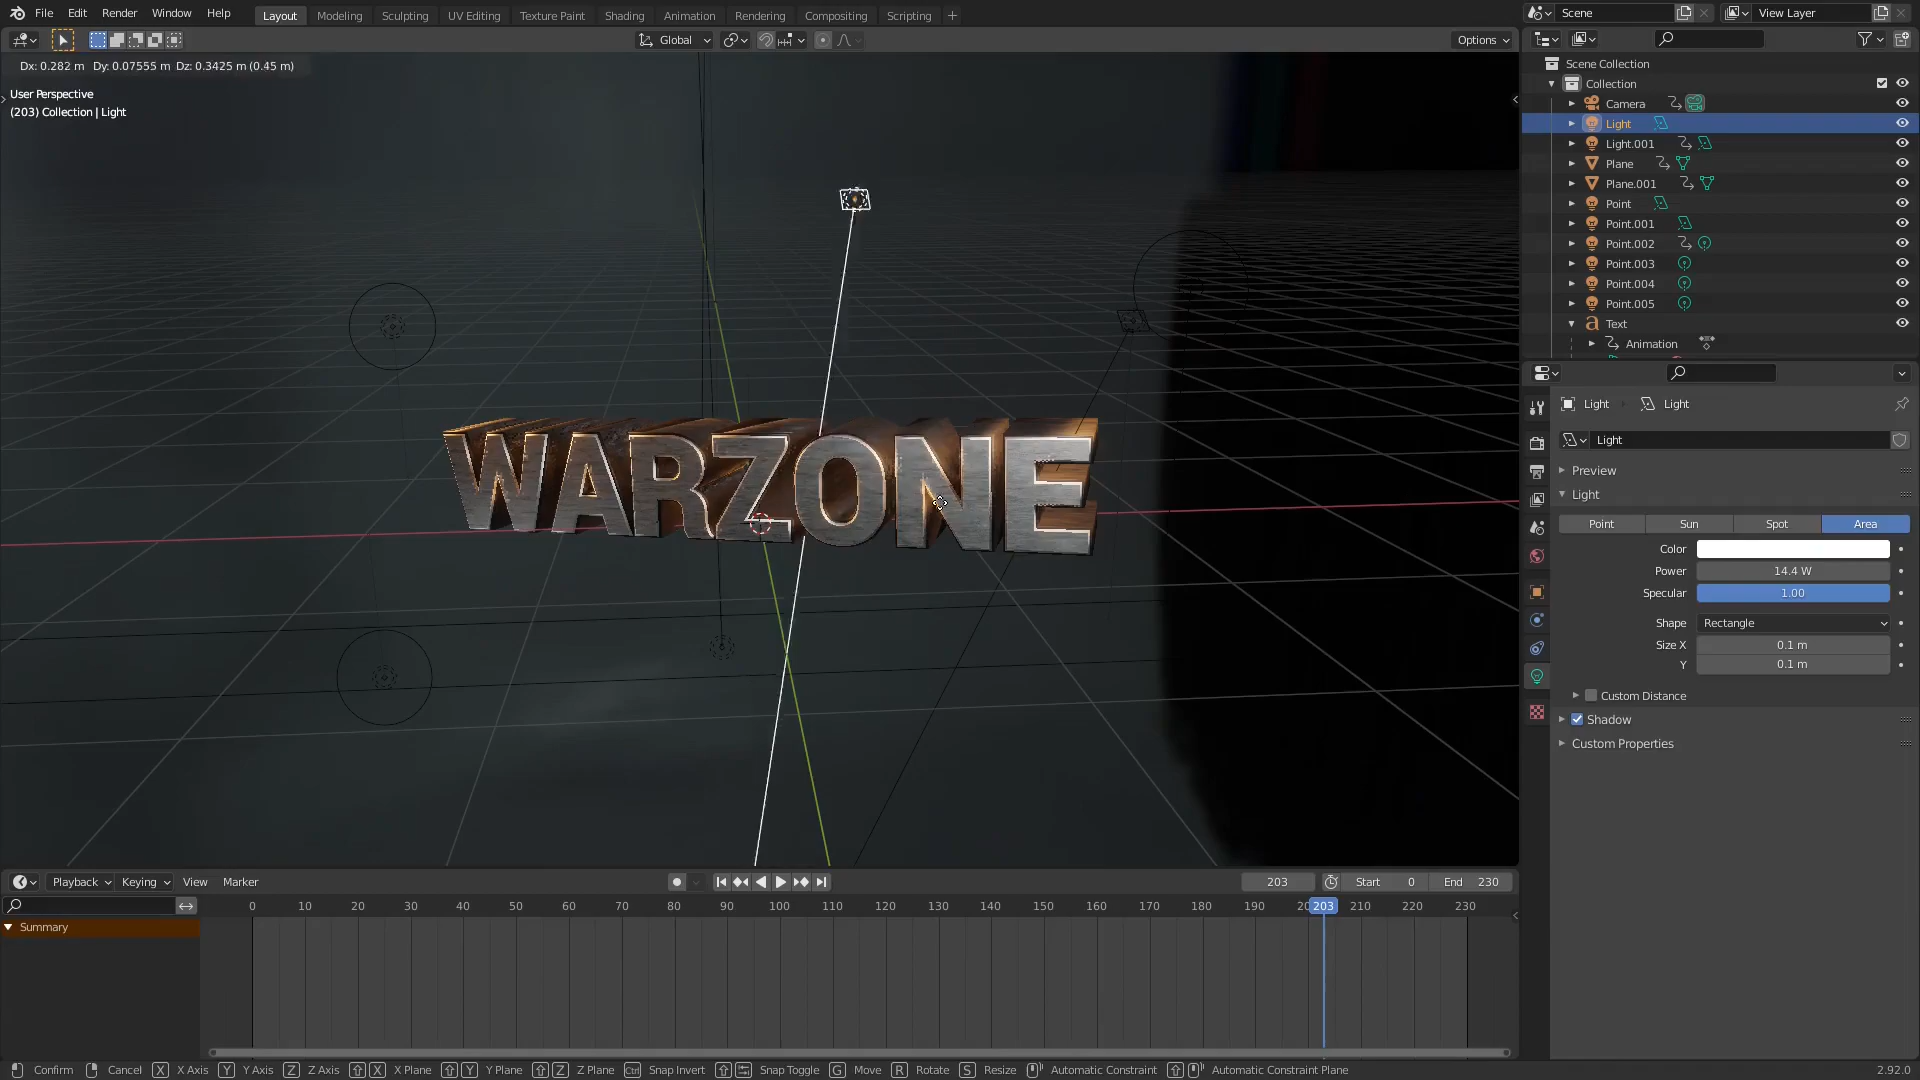 File Edit Render Window Help Layout Modeling Sculpting UV Editing Texture Paint Shading Animation Rendering Compositing Scripting + Scene View Layer
Global Options
Dx: 0.282 m Dy: 0.07555 m Dz: 0.3425 m (0.45 m)
User Perspective
(203) Collection | Light
WARZONE
Scene Collection
Collection
Camera
Light
Light.001
Plane
Plane.001
Point
Point.001
Point.002
Point.003
Point.004
Point.005
Text
Animation
Light Light
Light
Preview
Light
Point Sun Spot Area
Color
Power 14.4 W
Specular 1.00
Shape Rectangle
Size X 0.1 m
Y 0.1 m
Custom Distance
Shadow
Custom Properties
Playback Keying View Marker 203 Start 0 End 230
0 10 20 30 40 50 60 70 80 90 100 110 120 130 140 150 160 170 180 190 203 210 220 230
Summary
Confirm Cancel X X Axis Y Y Axis Z Z Axis X X Plane Y Y Plane Z Z Plane Ctrl Snap Invert Snap Toggle G Move R Rotate S Resize Automatic Constraint Automatic Constraint Plane 2.92.0